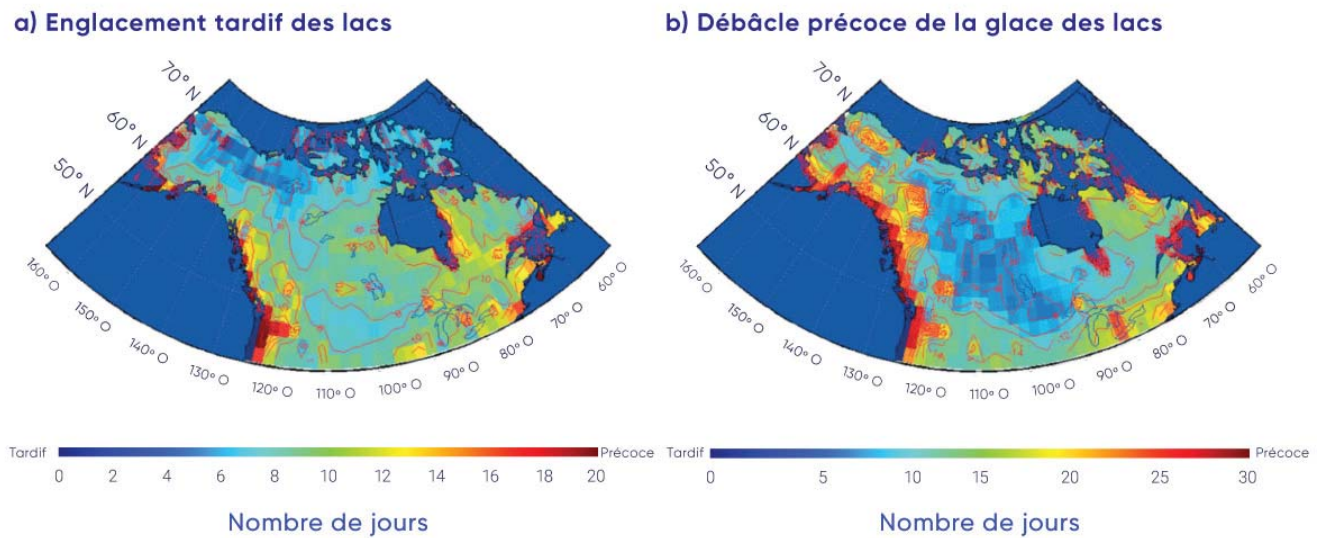 a) Englacement tardif des lacs
70° N
60° N
50° N
160° O
150° O
140° O
130° O
120° O
110° O
100° O
90° O
80° O
70° O
60° O
Tardif
Précoce
0 2 4 6 8 10 12 14 16 18 20
Nombre de jours
b) Débâcle précoce de la glace des lacs
70° N
60° N
50° N
160° O
150° O
140° O
130° O
120° O
110° O
100° O
90° O
80° O
70° O
60° O
Tardif
Précoce
0 5 10 15 20 25 30
Nombre de jours